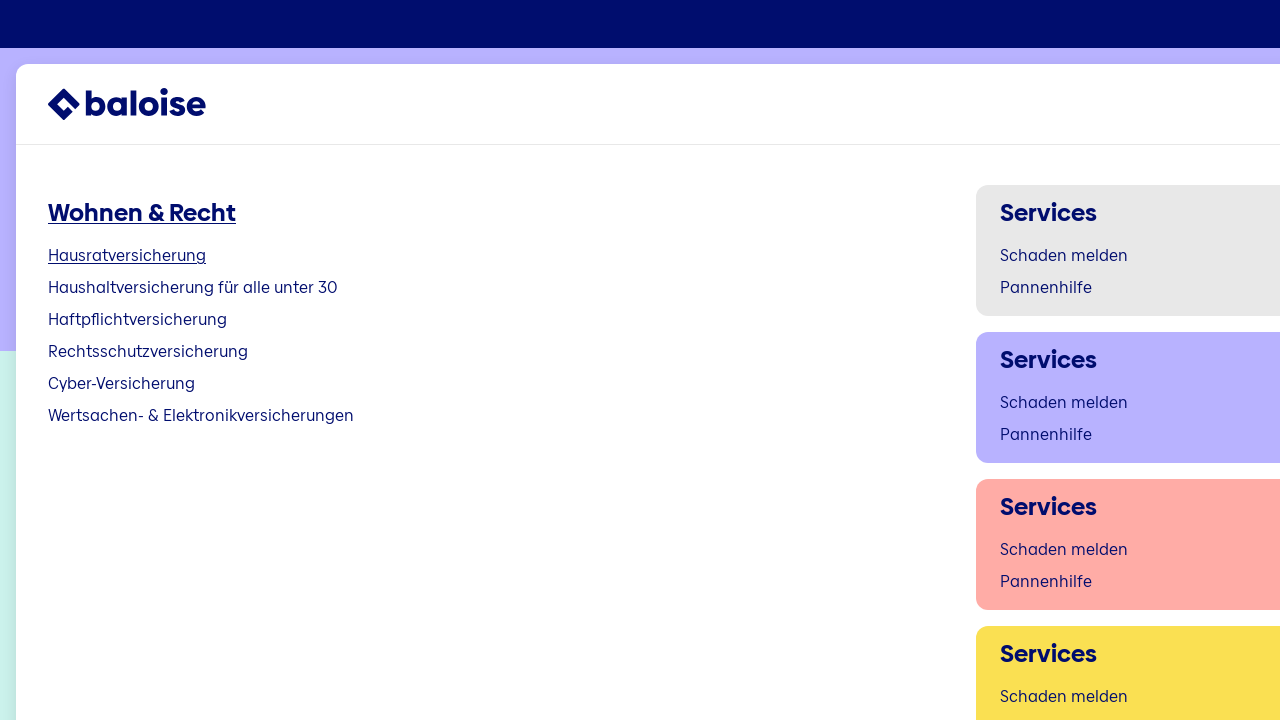 baloise
Wohnen & Recht
Hausratversicherung
Haushaltversicherung für alle unter 30
Haftpflichtversicherung
Rechtsschutzversicherung
Cyber-Versicherung
Wertsachen- & Elektronikversicherungen
Services
Schaden melden
Pannenhilfe
Services
Schaden melden
Pannenhilfe
Services
Schaden melden
Pannenhilfe
Services
Schaden melden